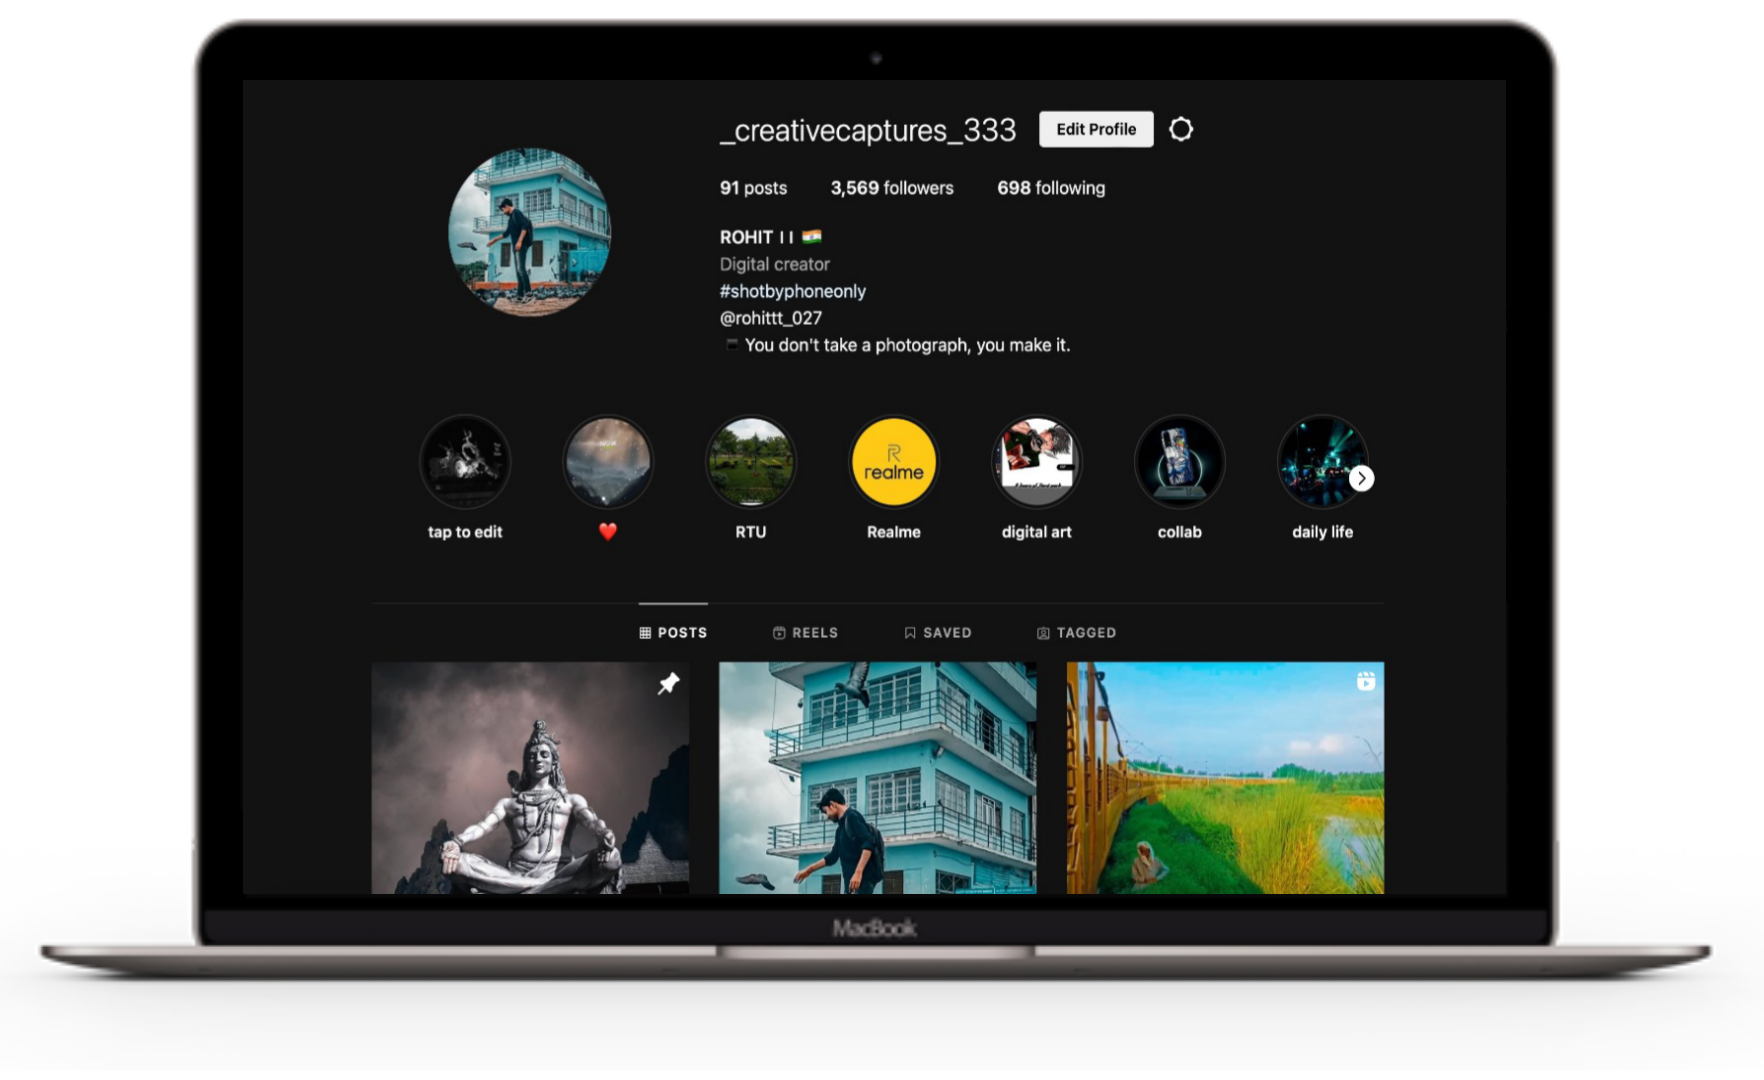 _creativecaptures_333 Edit Profile
91 posts 3,569 followers 698 following
ROHIT I I 🇮🇳
Digital creator
#shotbyphoneonly
@rohittt_027
You don't take a photograph, you make it.
R
realme
tap to edit ❤️ RTU Realme digital art collab daily life
POSTS REELS SAVED TAGGED
MacBook